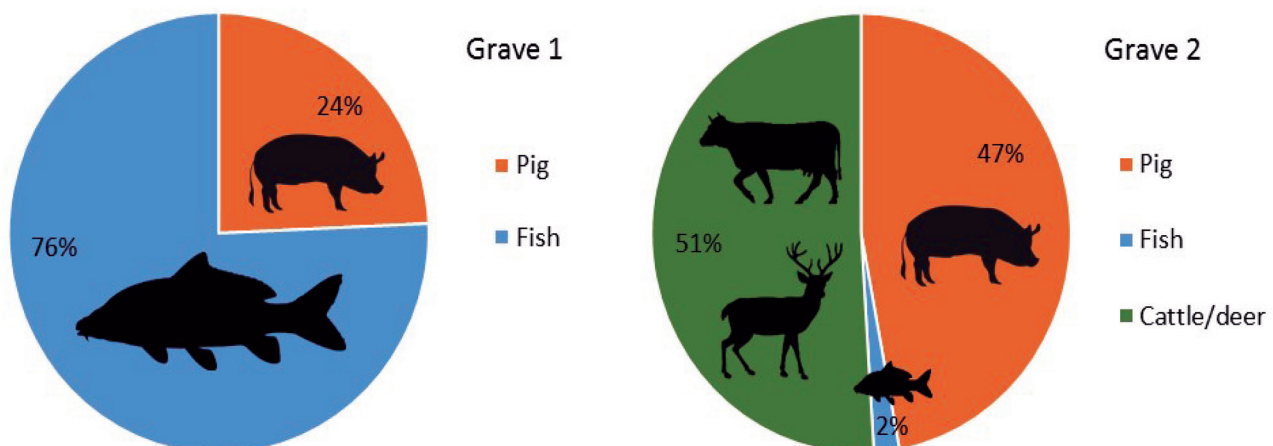 Grave 1
24%
Pig
Fish
76%
Grave 2
47%
Pig
Fish
Cattle/deer
51%
2%